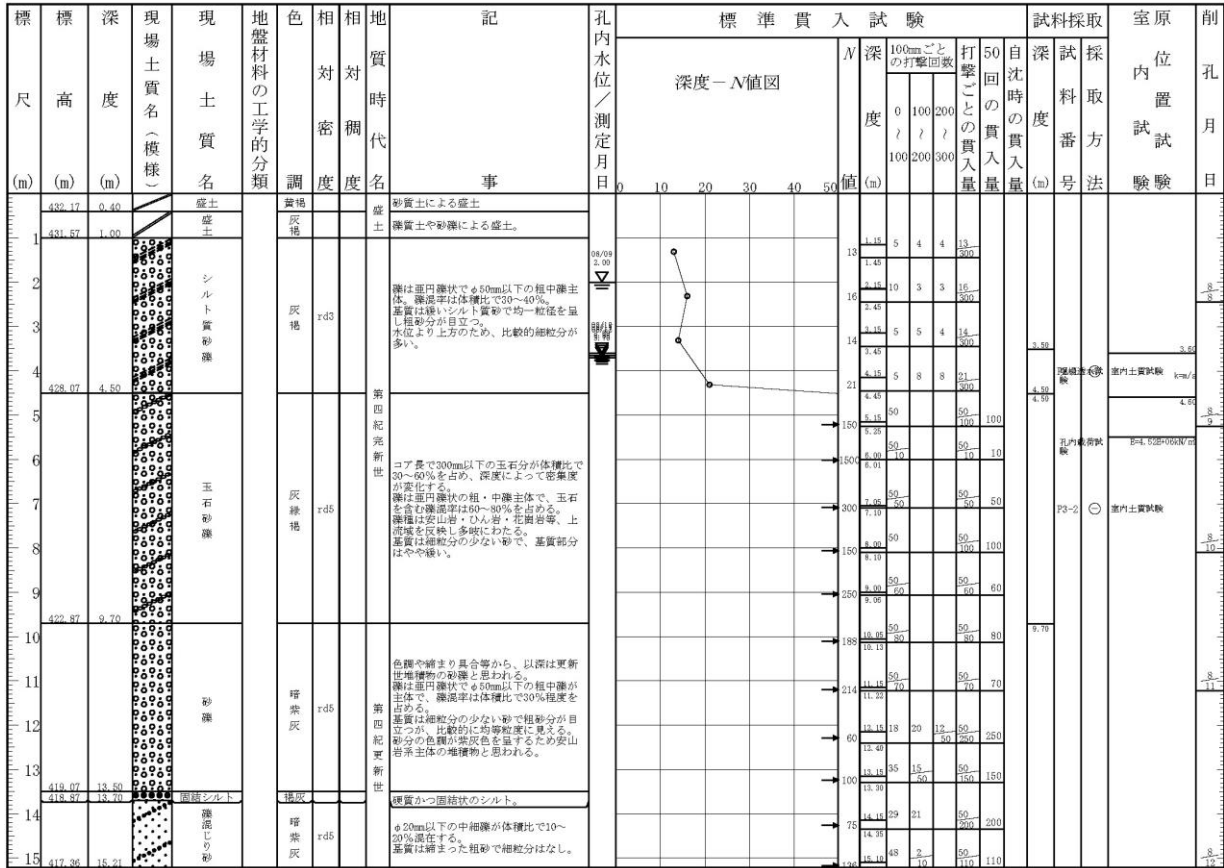 標尺(m)
標高(m)
深度(m)
現場土質名(模様)
現場土質名
地盤材料の工学的分類
色調
相対密度
相対稠度
地質時代名
記事
孔内水位/測定月日
標準貫入試験
深度-N値図
0 10 20 30 40 50
N値
深度(m)
100mmごとの打撃回数
0~100
100~200
200~300
打撃ごとの貫入量
50回の貫入量
自沈時の貫入量
試料採取
深度(m)
試料番号
採取方法
室内試験
原位置試験
削孔月日
432.17 0.40 盛土 黄褐 砂質土による盛土
431.57 1.00 盛土 灰褐 盛土 礫質土や砂礫による盛土。
428.07 4.50 シルト質砂礫 灰褐 rd3
礫は亜円礫状でφ50mm以下の粗中礫主
体。礫混率は体積比で30~40%。
基質は緩いシルト質砂で均一粒径を呈
し粗砂分が目立つ。
水位より上方のため、比較的細粒分が
多い。
422.87 9.70 玉石砂礫 灰緑褐 rd5 第四紀完新世
コア長で300mm以下の玉石分が体積比で
30~60%を占め、深度によって密集度
が変化する。
礫は亜円礫状の粗・中礫主体で、玉石
を含む礫混率は60~80%を占める。
礫種は安山岩・ひん岩・花崗岩等、上
流域を反映し多岐にわたる。
基質は細粒分の少ない砂で、基質部分
はやや緩い。
419.07 13.50 砂礫 暗紫灰 rd5 第四紀更新世
色調や締まり具合等から、以深は更新
世堆積物の砂礫と思われる。
礫は亜円礫状でφ50mm以下の粗中礫が
主体で、礫混率は体積比で30%程度を
占める。
基質は細粒分の少ない砂で粗砂分が目
立つが、比較的に均等粒度に見える。
砂分の色調が紫灰色を呈するため安山
岩系主体の堆積物と思われる。
418.87 13.70 固結シルト 褐灰 硬質かつ固結状のシルト。
417.36 15.21 礫混じり砂 暗紫灰 rd5
φ20mm以下の中細礫が体積比で10~
20%混在する。
基質は締まった粗砂で細粒分はなし。
1
2
3
4
5
6
7
8
9
10
11
12
13
14
15
08/09
2.00
13 1.15 1.45 5 4 4 13/300
16 2.15 2.45 10 3 3 16/300
14 3.15 3.45 5 5 4 14/300
21 4.15 4.45 5 8 8 21/300
150 5.15 5.25 50 50/100 100
1500 6.00 6.01 50/10 50/10 10
300 7.05 7.10 50/50 50/50 50
150 8.00 8.10 50 50/100 100
250 9.00 9.06 50/60 50/60 60
188 10.05 10.13 50/80 50/80 80
214 11.15 11.22 50/70 50/70 70
60 12.15 12.40 18 20 12/50 50/250 250
100 13.15 13.30 35 15/50 50/150 150
75 14.15 14.35 29 21 50/200 200
136 15.10 48 2/10 50/110 110
3.50
4.50
4.50
9.70
室内土質試験
3.60
k=m/s
4.60
孔内載荷試験
E=4.52E+06kN/m
P3-2 室内土質試験
8/8
8/9
8/10
8/11
8/12